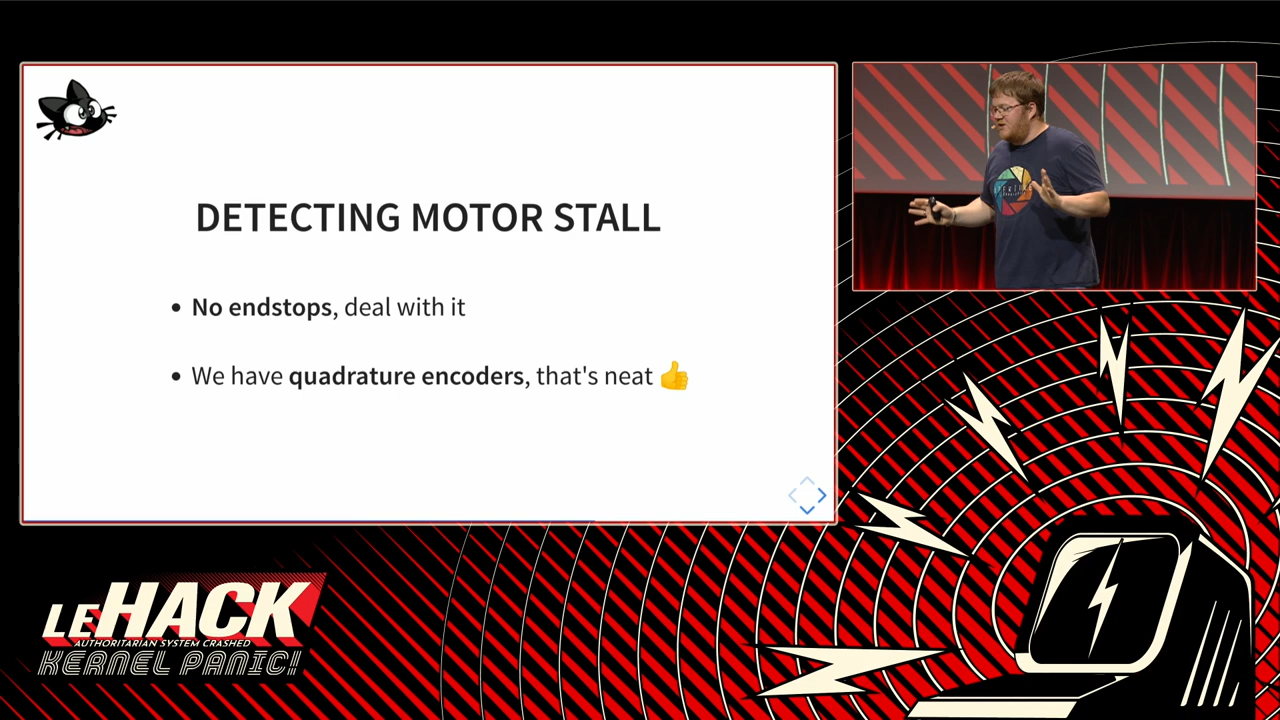 DETECTING MOTOR STALL
No endstops, deal with it
We have quadrature encoders, that's neat 👍
LEHACK
AUTHORITARIAN SYSTEM CRASHED
KERNEL PANIC!